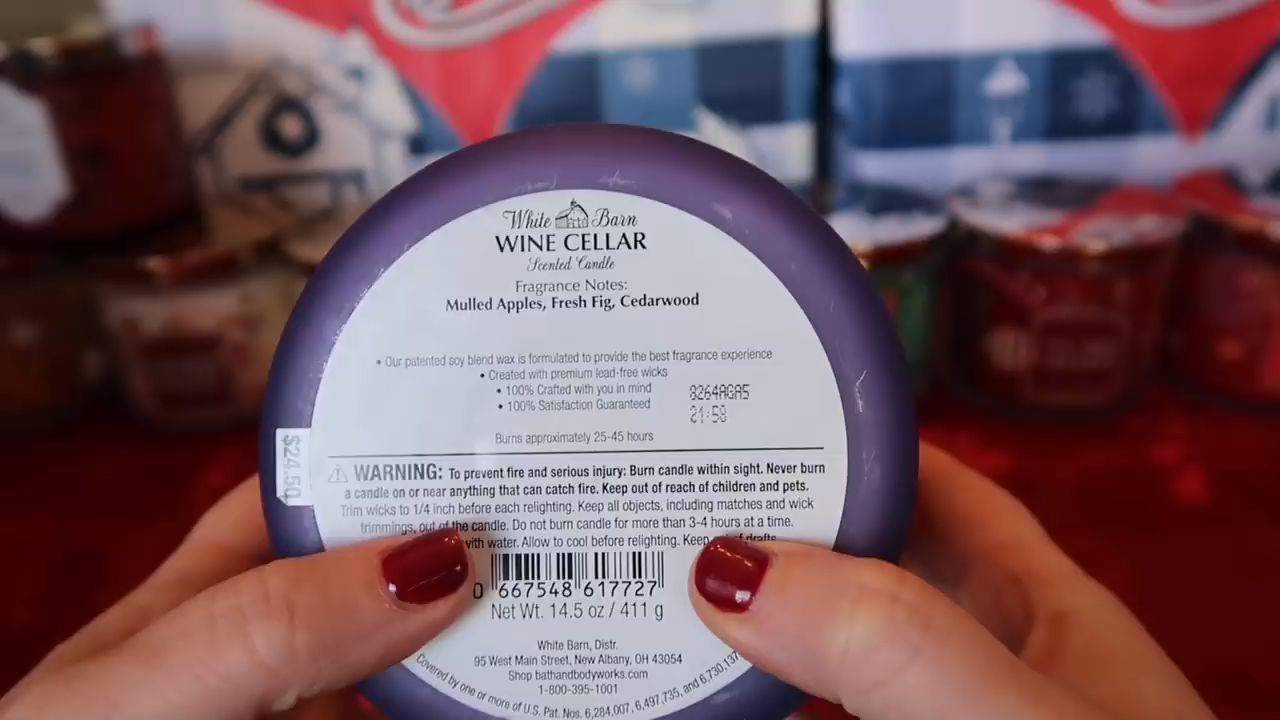 White Barn
WINE CELLAR
Scented Candle
Fragrance Notes:
Mulled Apples, Fresh Fig, Cedarwood
• Our patented soy blend wax is formulated to provide the best fragrance experience
• Created with premium lead-free wicks
• 100% Crafted with you in mind
• 100% Satisfaction Guaranteed
8264AGA5
21:58
Burns approximately 25-45 hours
$24.50
WARNING: To prevent fire and serious injury: Burn candle within sight. Never burn
a candle on or near anything that can catch fire. Keep out of reach of children and pets.
Trim wicks to 1/4 inch before each relighting. Keep all objects, including matches and wick
trimmings, out of the candle. Do not burn candle for more than 3-4 hours at a time.
with water. Allow to cool before relighting. Keep of drafts
0 667548 617727
Net Wt. 14.5 oz / 411 g
White Barn, Distr.
95 West Main Street, New Albany, OH 43054
Shop bathandbodyworks.com
1-800-395-1001
Covered by one or more of U.S. Pat. Nos. 6,284,007, 6,497,735, and 6,730,137